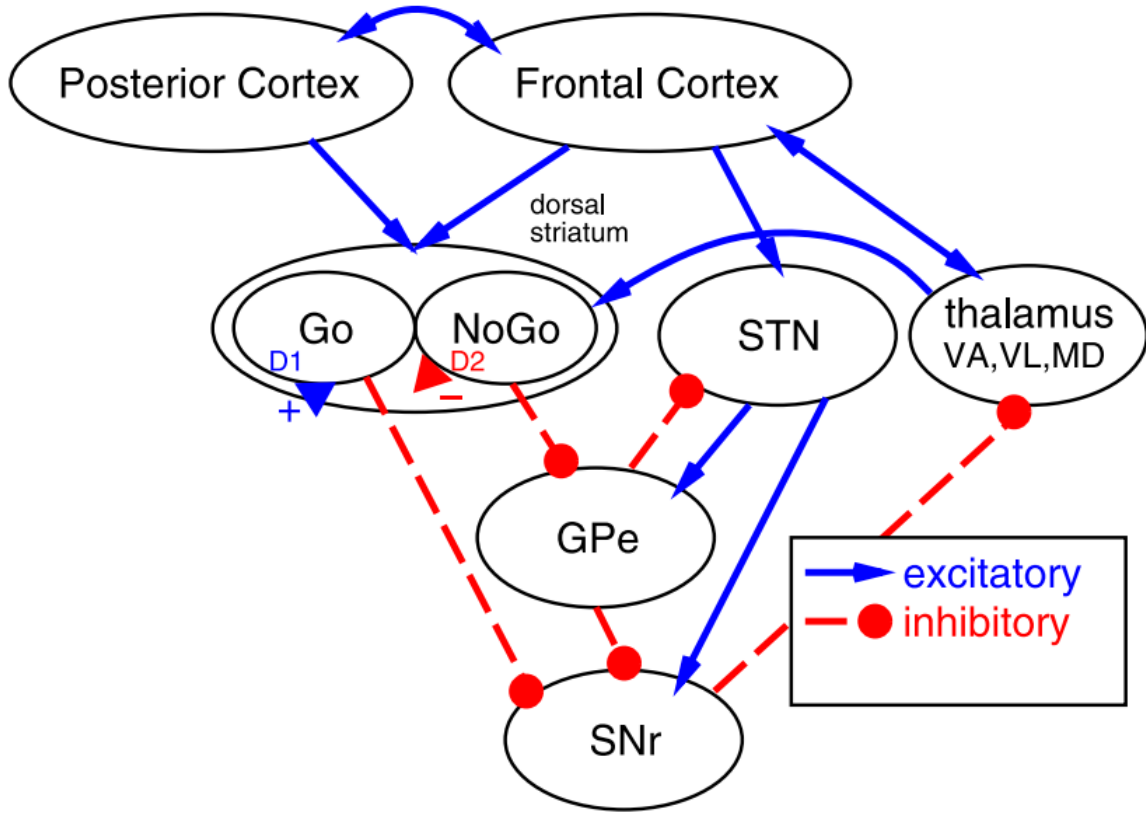 Posterior Cortex
Frontal Cortex
dorsal
striatum
Go
NoGo
STN
thalamus
VA,VL,MD
D1
D2
+
−
GPe
excitatory
inhibitory
SNr